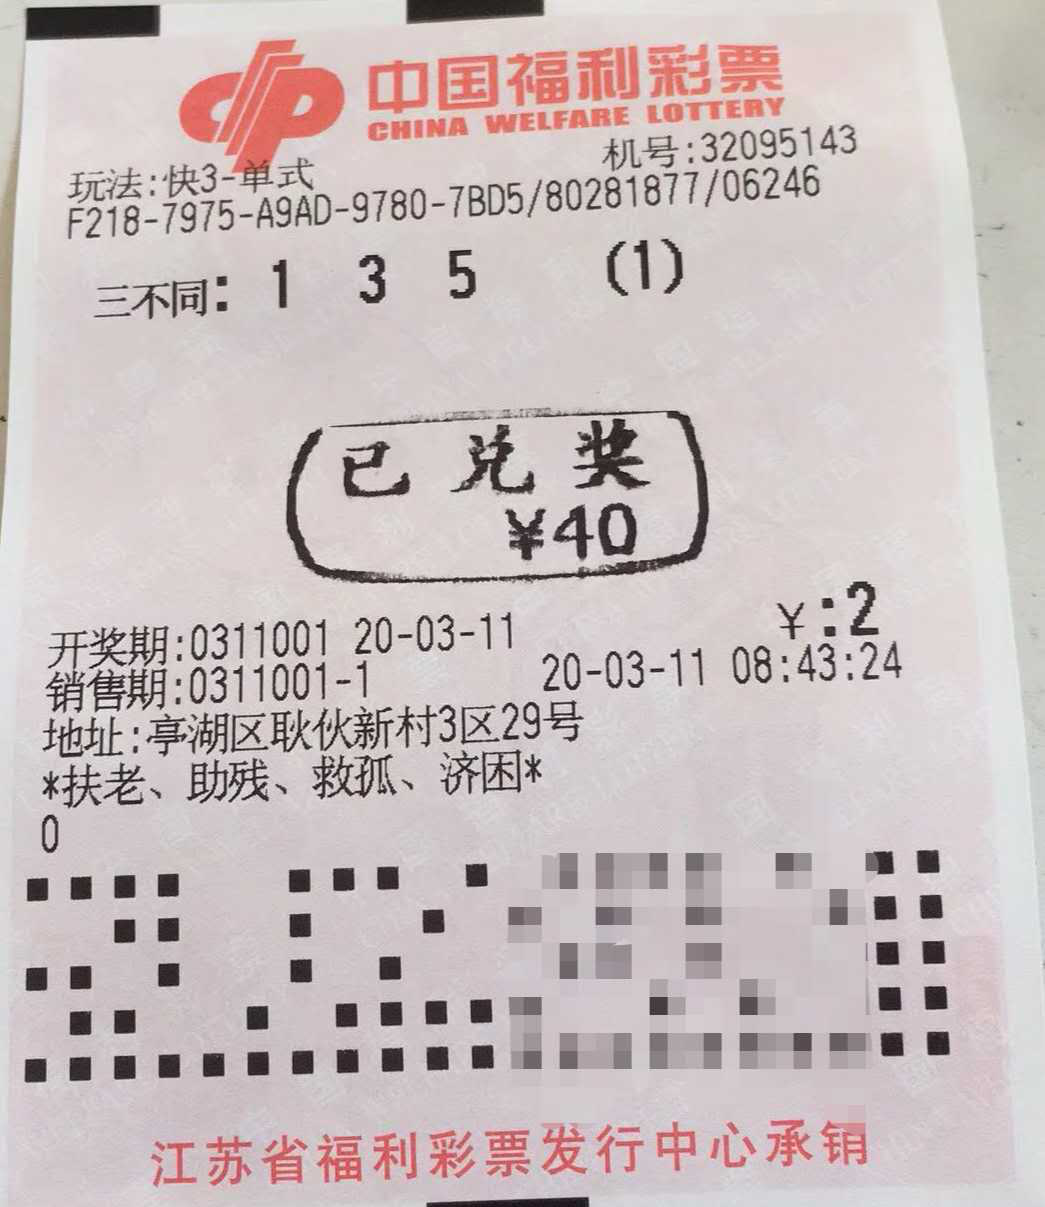 中国福利彩票
CHINA WELFARE LOTTERY
机号:32095143
玩法:快3-单式
F218-7975-A9AD-9780-7BD5/80281877/06246
三不同: 1 3 5 (1)
已兑奖
¥40
开奖期:0311001 20-03-11 ¥:2
销售期:0311001-1 20-03-11 08:43:24
地址:亭湖区耿伙新村3区29号
*扶老、助残、救孤、济困*
0
江苏省福利彩票发行中心承销